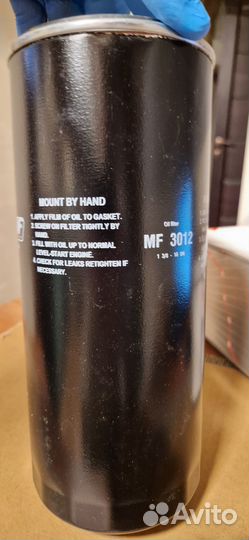 MOUNT BY HAND
1. APPLY FILM OF OIL TO GASKET.
2. SCREW OIL FILTER TIGHTLY BY
HAND.
3. FILL WITH OIL UP TO NORMAL
LEVEL-START ENGINE.
4. CHECK FOR LEAKS RETIGHTEN IF
NECESSARY.
Oil filter
MF 3012
Avito